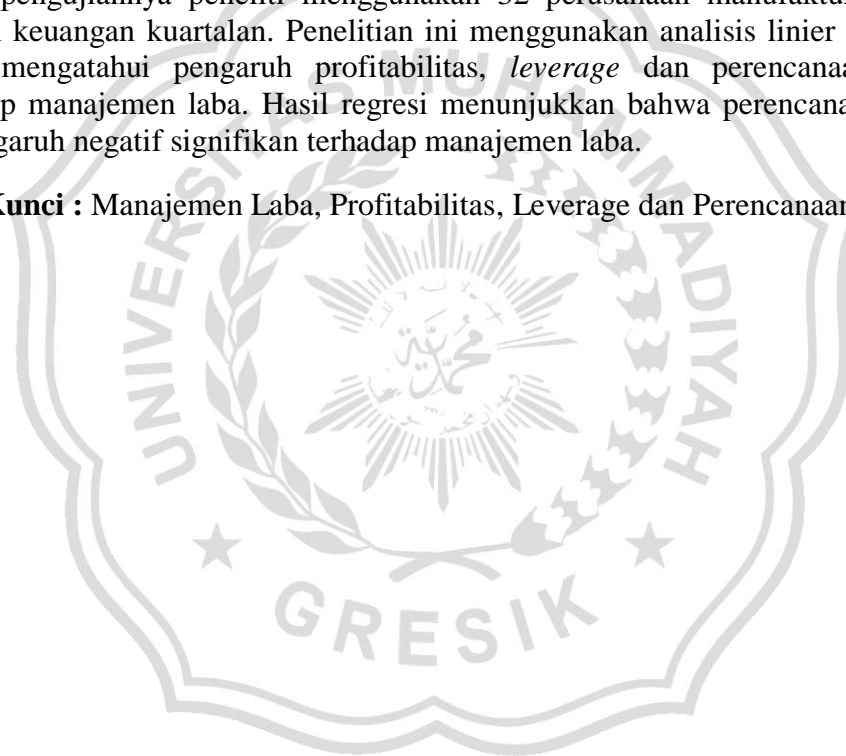 pengujiannya peneliti menggunakan 32 perusahaan manufaktur
keuangan kuartalan. Penelitian ini menggunakan analisis linier
mengatahui pengaruh profitabilitas, leverage dan perencanaa
p manajemen laba. Hasil regresi menunjukkan bahwa perencana
garuh negatif signifikan terhadap manajemen laba.
Kunci : Manajemen Laba, Profitabilitas, Leverage dan Perencanaan
UNIVERSITAS MUHAMMADIYAH
GRESIK